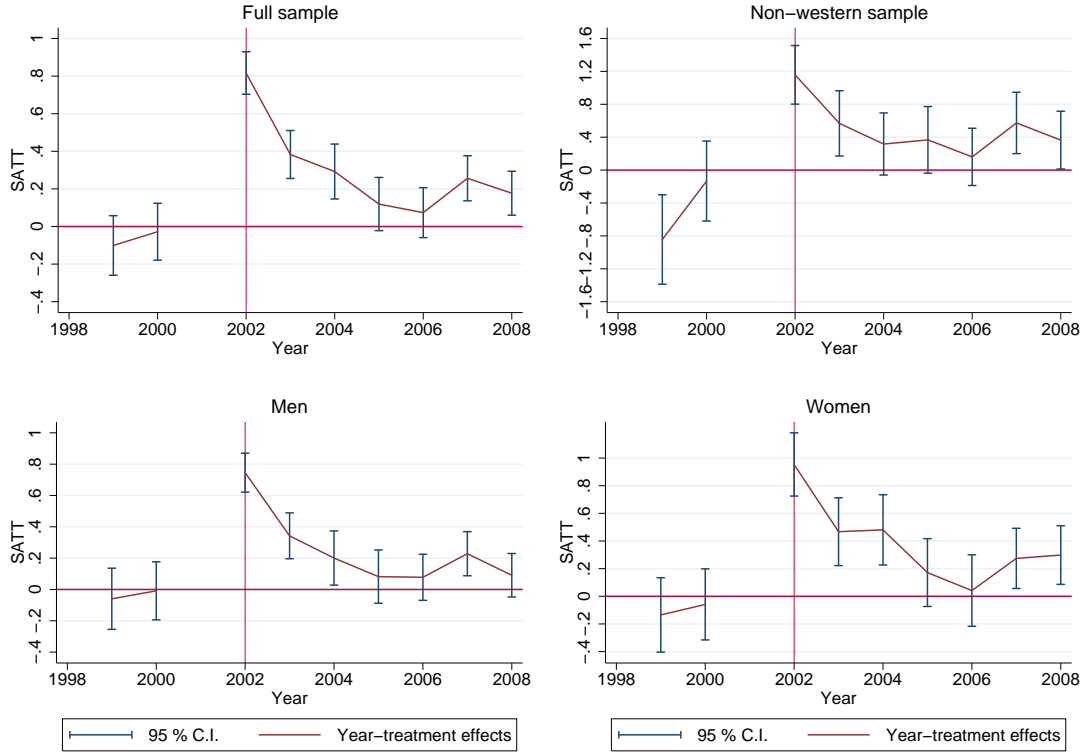 Full sample
SATT
1
.8
.6
.4
.2
0
−.2
−.4
1998 2000 2002 2004 2006 2008
Year
Non−western sample
SATT
1.6
1.2
.8
.4
0
−.4
−.8
−1.2
−1.6
1998 2000 2002 2004 2006 2008
Year
Men
SATT
1
.8
.6
.4
.2
0
−.2
−.4
1998 2000 2002 2004 2006 2008
Year
Women
SATT
1
.8
.6
.4
.2
0
−.2
−.4
1998 2000 2002 2004 2006 2008
Year
95 % C.I. Year−treatment effects
95 % C.I. Year−treatment effects